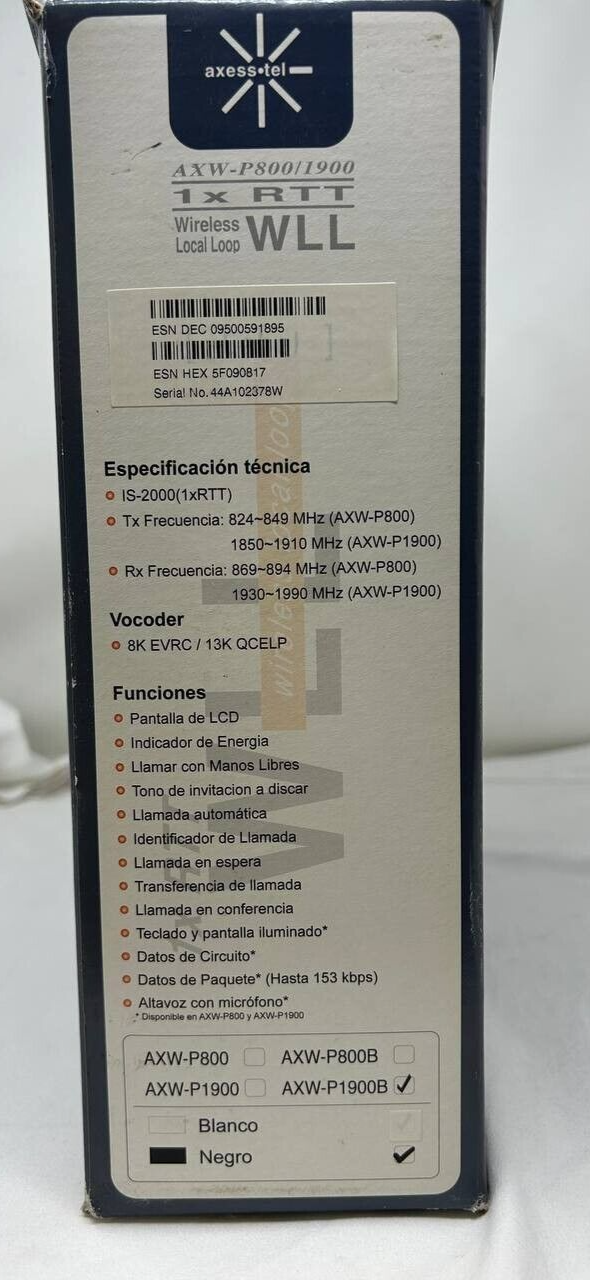 axess•tel
AXW-P800/1900
1x RTT
Wireless
Local Loop WLL
ESN DEC 09500591895
ESN HEX 5F090817
Serial No. 44A102378W
Especificación técnica
IS-2000(1xRTT)
Tx Frecuencia: 824~849 MHz (AXW-P800)
1850~1910 MHz (AXW-P1900)
Rx Frecuencia: 869~894 MHz (AXW-P800)
1930~1990 MHz (AXW-P1900)
Vocoder
8K EVRC / 13K QCELP
Funciones
Pantalla de LCD
Indicador de Energia
Llamar con Manos Libres
Tono de invitacion a discar
Llamada automática
Identificador de Llamada
Llamada en espera
Transferencia de llamada
Llamada en conferencia
Teclado y pantalla iluminado*
Datos de Circuito*
Datos de Paquete* (Hasta 153 kbps)
Altavoz con micrófono*
* Disponible en AXW-P800 y AXW-P1900
AXW-P800 AXW-P800B
AXW-P1900 AXW-P1900B
Blanco
Negro
1x RTT
WLL